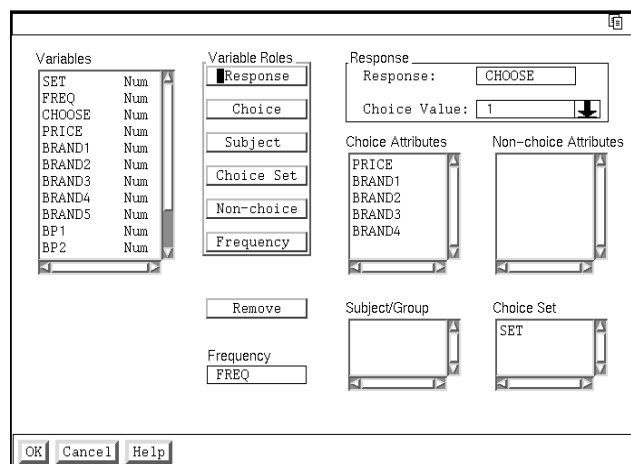 Variables
SET Num
FREQ Num
CHOOSE Num
PRICE Num
BRAND1 Num
BRAND2 Num
BRAND3 Num
BRAND4 Num
BRAND5 Num
BP1 Num
BP2 Num
Variable Roles
Response
Choice
Subject
Choice Set
Non-choice
Frequency
Remove
Frequency
FREQ
Response
Response: CHOOSE
Choice Value: 1
Choice Attributes
PRICE
BRAND1
BRAND2
BRAND3
BRAND4
Non-choice Attributes
Subject/Group
Choice Set
SET
OK Cancel Help